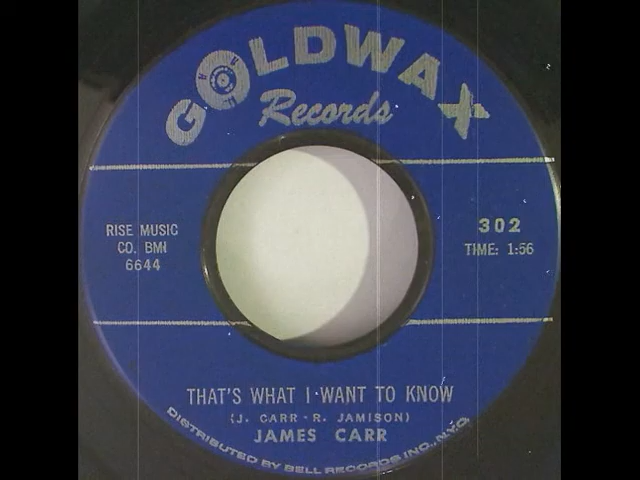 GOLDWAX
Records
RISE MUSIC
CO. BMI
6644
302
TIME: 1:56
THAT'S WHAT I WANT TO KNOW
(J. CARR - R. JAMISON)
JAMES CARR
DISTRIBUTED BY BELL RECORDS INC., N.Y.C.